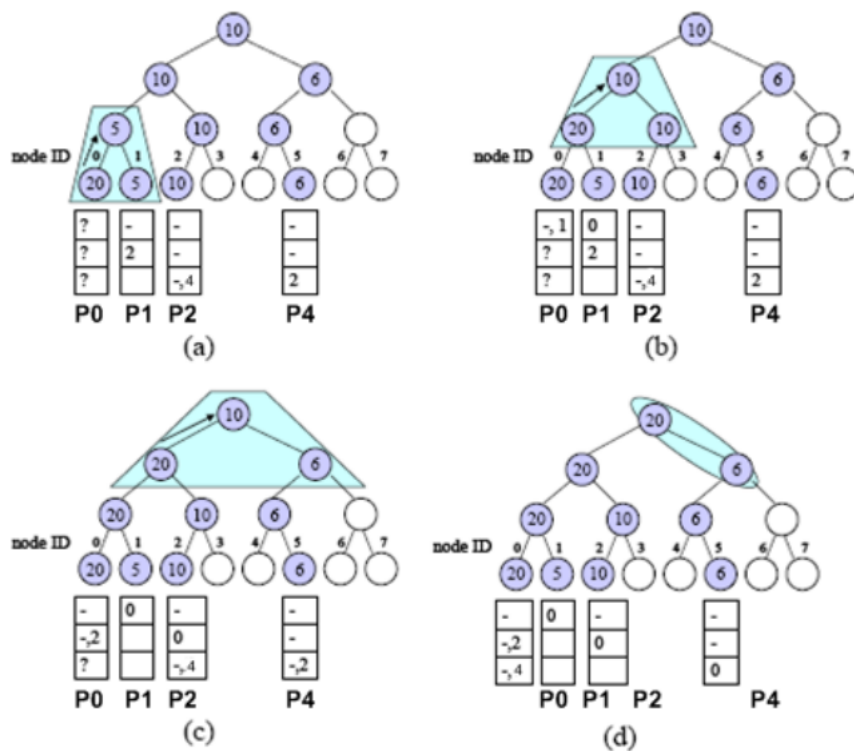 10
10 6
5 10 6
node ID 0 1 2 3 4 5 6 7
20 5 10 6
? - - -
? 2 - -
? -,4 2
P0 P1 P2 P4
(a)
10
10 6
20 10 6
node ID 0 1 2 3 4 5 6 7
20 5 10 6
-, 1 0 - -
? 2 - -
? -,4 2
P0 P1 P2 P4
(b)
10
20 6
20 10 6
node ID 0 1 2 3 4 5 6 7
20 5 10 6
- 0 - -
-,2 0 -
? -,4 -,2
P0 P1 P2 P4
(c)
20
20 6
20 10 6
node ID 0 1 2 3 4 5 6 7
20 5 10 6
- 0 - -
-,2 0 -
-,4 0
P0 P1 P2 P4
(d)